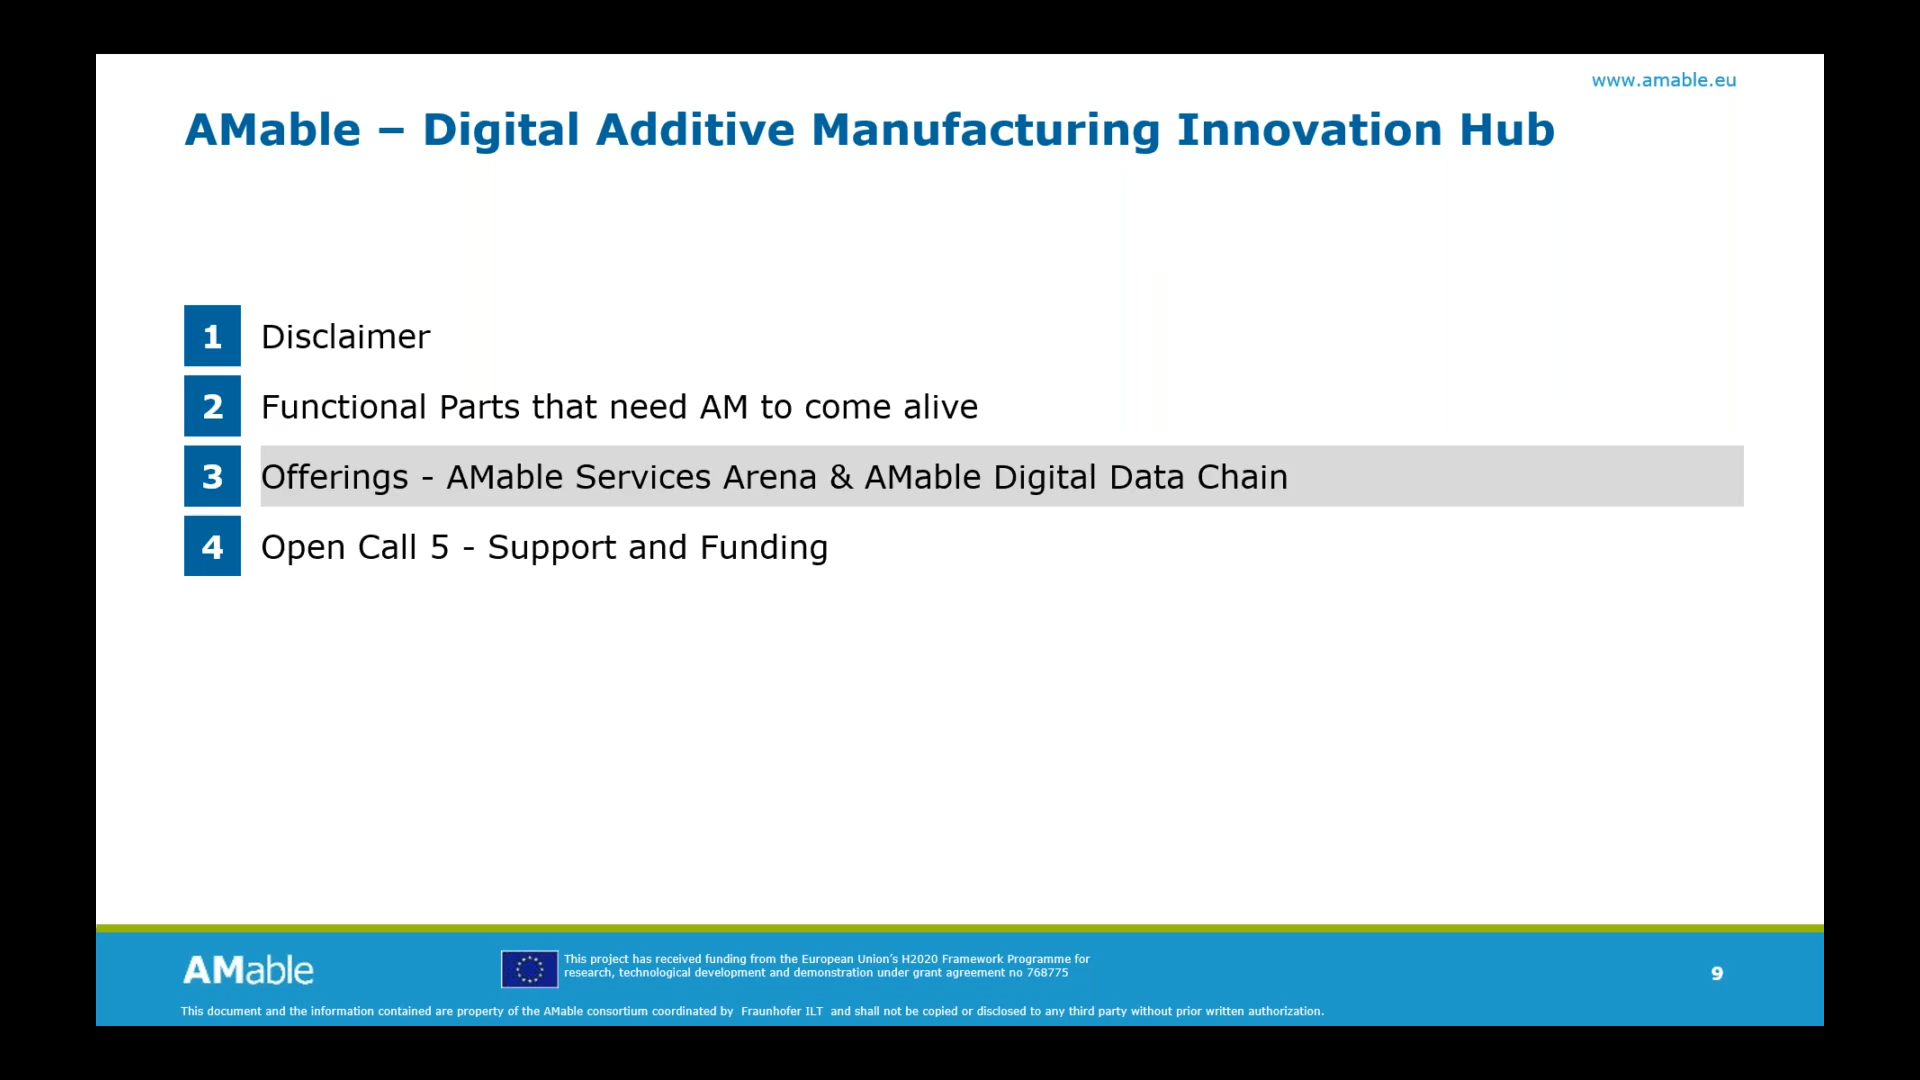 www.amable.eu
AMable – Digital Additive Manufacturing Innovation Hub
1 Disclaimer
2 Functional Parts that need AM to come alive
3 Offerings - AMable Services Arena & AMable Digital Data Chain
4 Open Call 5 - Support and Funding
AMable
This project has received funding from the European Union’s H2020 Framework Programme for
research, technological development and demonstration under grant agreement no 768775
9
This document and the information contained are property of the AMable consortium coordinated by Fraunhofer ILT and shall not be copied or disclosed to any third party without prior written authorization.